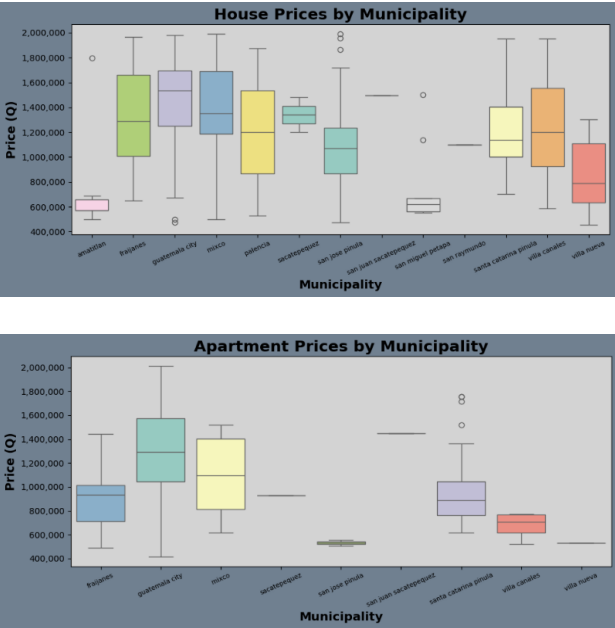 House Prices by Municipality
2,000,000
1,800,000
1,600,000
1,400,000
1,200,000
1,000,000
800,000
600,000
400,000
Price (Q)
amatitlan
fraijanes
guatemala city
mixco
palencia
sacatepequez
san jose pinula
san juan sacatepequez
san miguel petapa
san raymundo
santa catarina pinula
villa canales
villa nueva
Municipality
Apartment Prices by Municipality
2,000,000
1,800,000
1,600,000
1,400,000
1,200,000
1,000,000
800,000
600,000
400,000
Price (Q)
fraijanes
guatemala city
mixco
sacatepequez
san jose pinula
san juan sacatepequez
santa catarina pinula
villa canales
villa nueva
Municipality